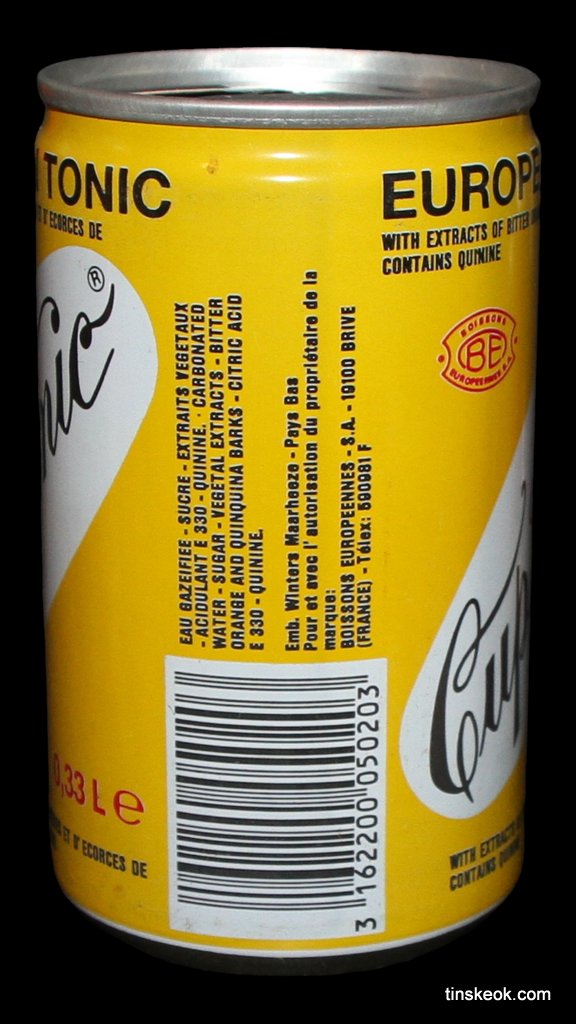 TONIC
D'ECORCES DE
®
0,33 L e
ET D'ECORCES DE
EAU GAZEIFIEE - SUCRE - EXTRAITS VEGETAUX
- ACIDULANT E 330 - QUININE. · CARBONATED
WATER - SUGAR - VEGETAL EXTRACTS - BITTER
ORANGE AND QUINQUINA BARKS - CITRIC ACID
E 330 - QUININE.
Emb. Winters Maarheeze - Pays Bas
Pour et avec l'autorisation du propriétaire de la
marque:
BOISSONS EUROPEENNES - S.A. - 19100 BRIVE
(FRANCE) - Télex: 590981 F
3 162200 050203
EUROPE
WITH EXTRACTS OF BITTER
CONTAINS QUININE
BOISSONS
BE
EUROPEENNES S.A.
Cup
WITH EXTRACTS
CONTAINS QUININE
tinskeok.com